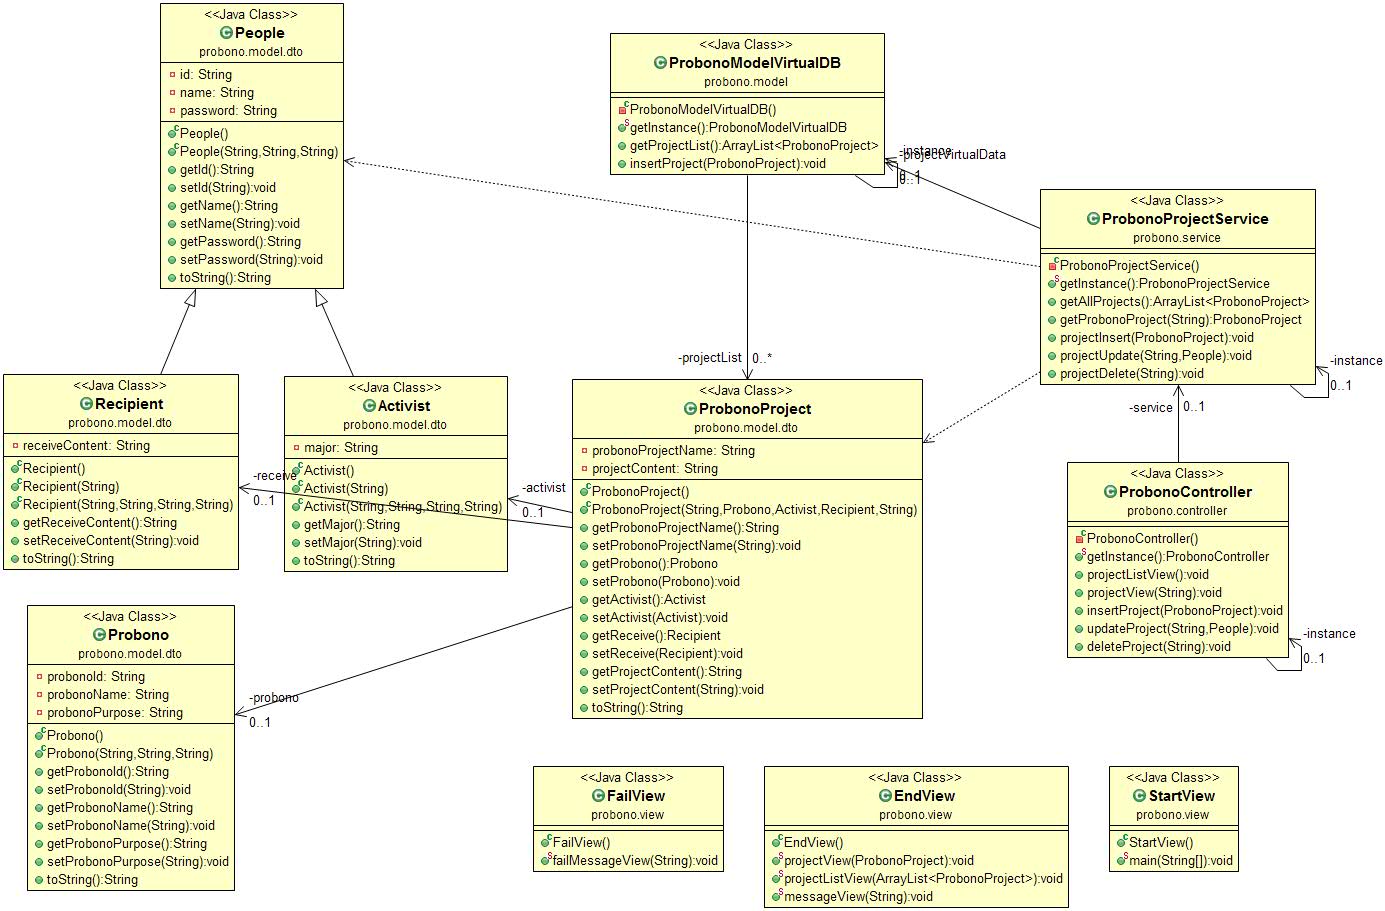 <<Java Class>>
People
probono.model.dto
id: String
name: String
password: String
People()
People(String,String,String)
getId():String
setId(String):void
getName():String
setName(String):void
getPassword():String
setPassword(String):void
toString():String
<<Java Class>>
ProbonoModelVirtualDB
probono.model
ProbonoModelVirtualDB()
getInstance():ProbonoModelVirtualDB
getProjectList():ArrayList<ProbonoProject>
insertProject(ProbonoProject):void
-instance
0..1
-projectVirtualData
0..1
<<Java Class>>
ProbonoProjectService
probono.service
ProbonoProjectService()
getInstance():ProbonoProjectService
getAllProjects():ArrayList<ProbonoProject>
getProbonoProject(String):ProbonoProject
projectInsert(ProbonoProject):void
projectUpdate(String,People):void
projectDelete(String):void
-instance
0..1
-projectList 0..*
-service 0..1
<<Java Class>>
Recipient
probono.model.dto
receiveContent: String
Recipient()
Recipient(String)
Recipient(String,String,String,String)
getReceiveContent():String
setReceiveContent(String):void
toString():String
-receive
0..1
<<Java Class>>
Activist
probono.model.dto
major: String
Activist()
Activist(String)
Activist(String,String,String,String)
getMajor():String
setMajor(String):void
toString():String
-activist
0..1
<<Java Class>>
ProbonoProject
probono.model.dto
probonoProjectName: String
projectContent: String
ProbonoProject()
ProbonoProject(String,Probono,Activist,Recipient,String)
getProbonoProjectName():String
setProbonoProjectName(String):void
getProbono():Probono
setProbono(Probono):void
getActivist():Activist
setActivist(Activist):void
getReceive():Recipient
setReceive(Recipient):void
getProjectContent():String
setProjectContent(String):void
toString():String
<<Java Class>>
ProbonoController
probono.controller
ProbonoController()
getInstance():ProbonoController
projectListView():void
projectView(String):void
insertProject(ProbonoProject):void
updateProject(String,People):void
deleteProject(String):void
-instance
0..1
<<Java Class>>
Probono
probono.model.dto
probonoId: String
probonoName: String
probonoPurpose: String
Probono()
Probono(String,String,String)
getProbonoId():String
setProbonoId(String):void
getProbonoName():String
setProbonoName(String):void
getProbonoPurpose():String
setProbonoPurpose(String):void
toString():String
-probono
0..1
<<Java Class>>
FailView
probono.view
FailView()
failMessageView(String):void
<<Java Class>>
EndView
probono.view
EndView()
projectView(ProbonoProject):void
projectListView(ArrayList<ProbonoProject>):void
messageView(String):void
<<Java Class>>
StartView
probono.view
StartView()
main(String[]):void